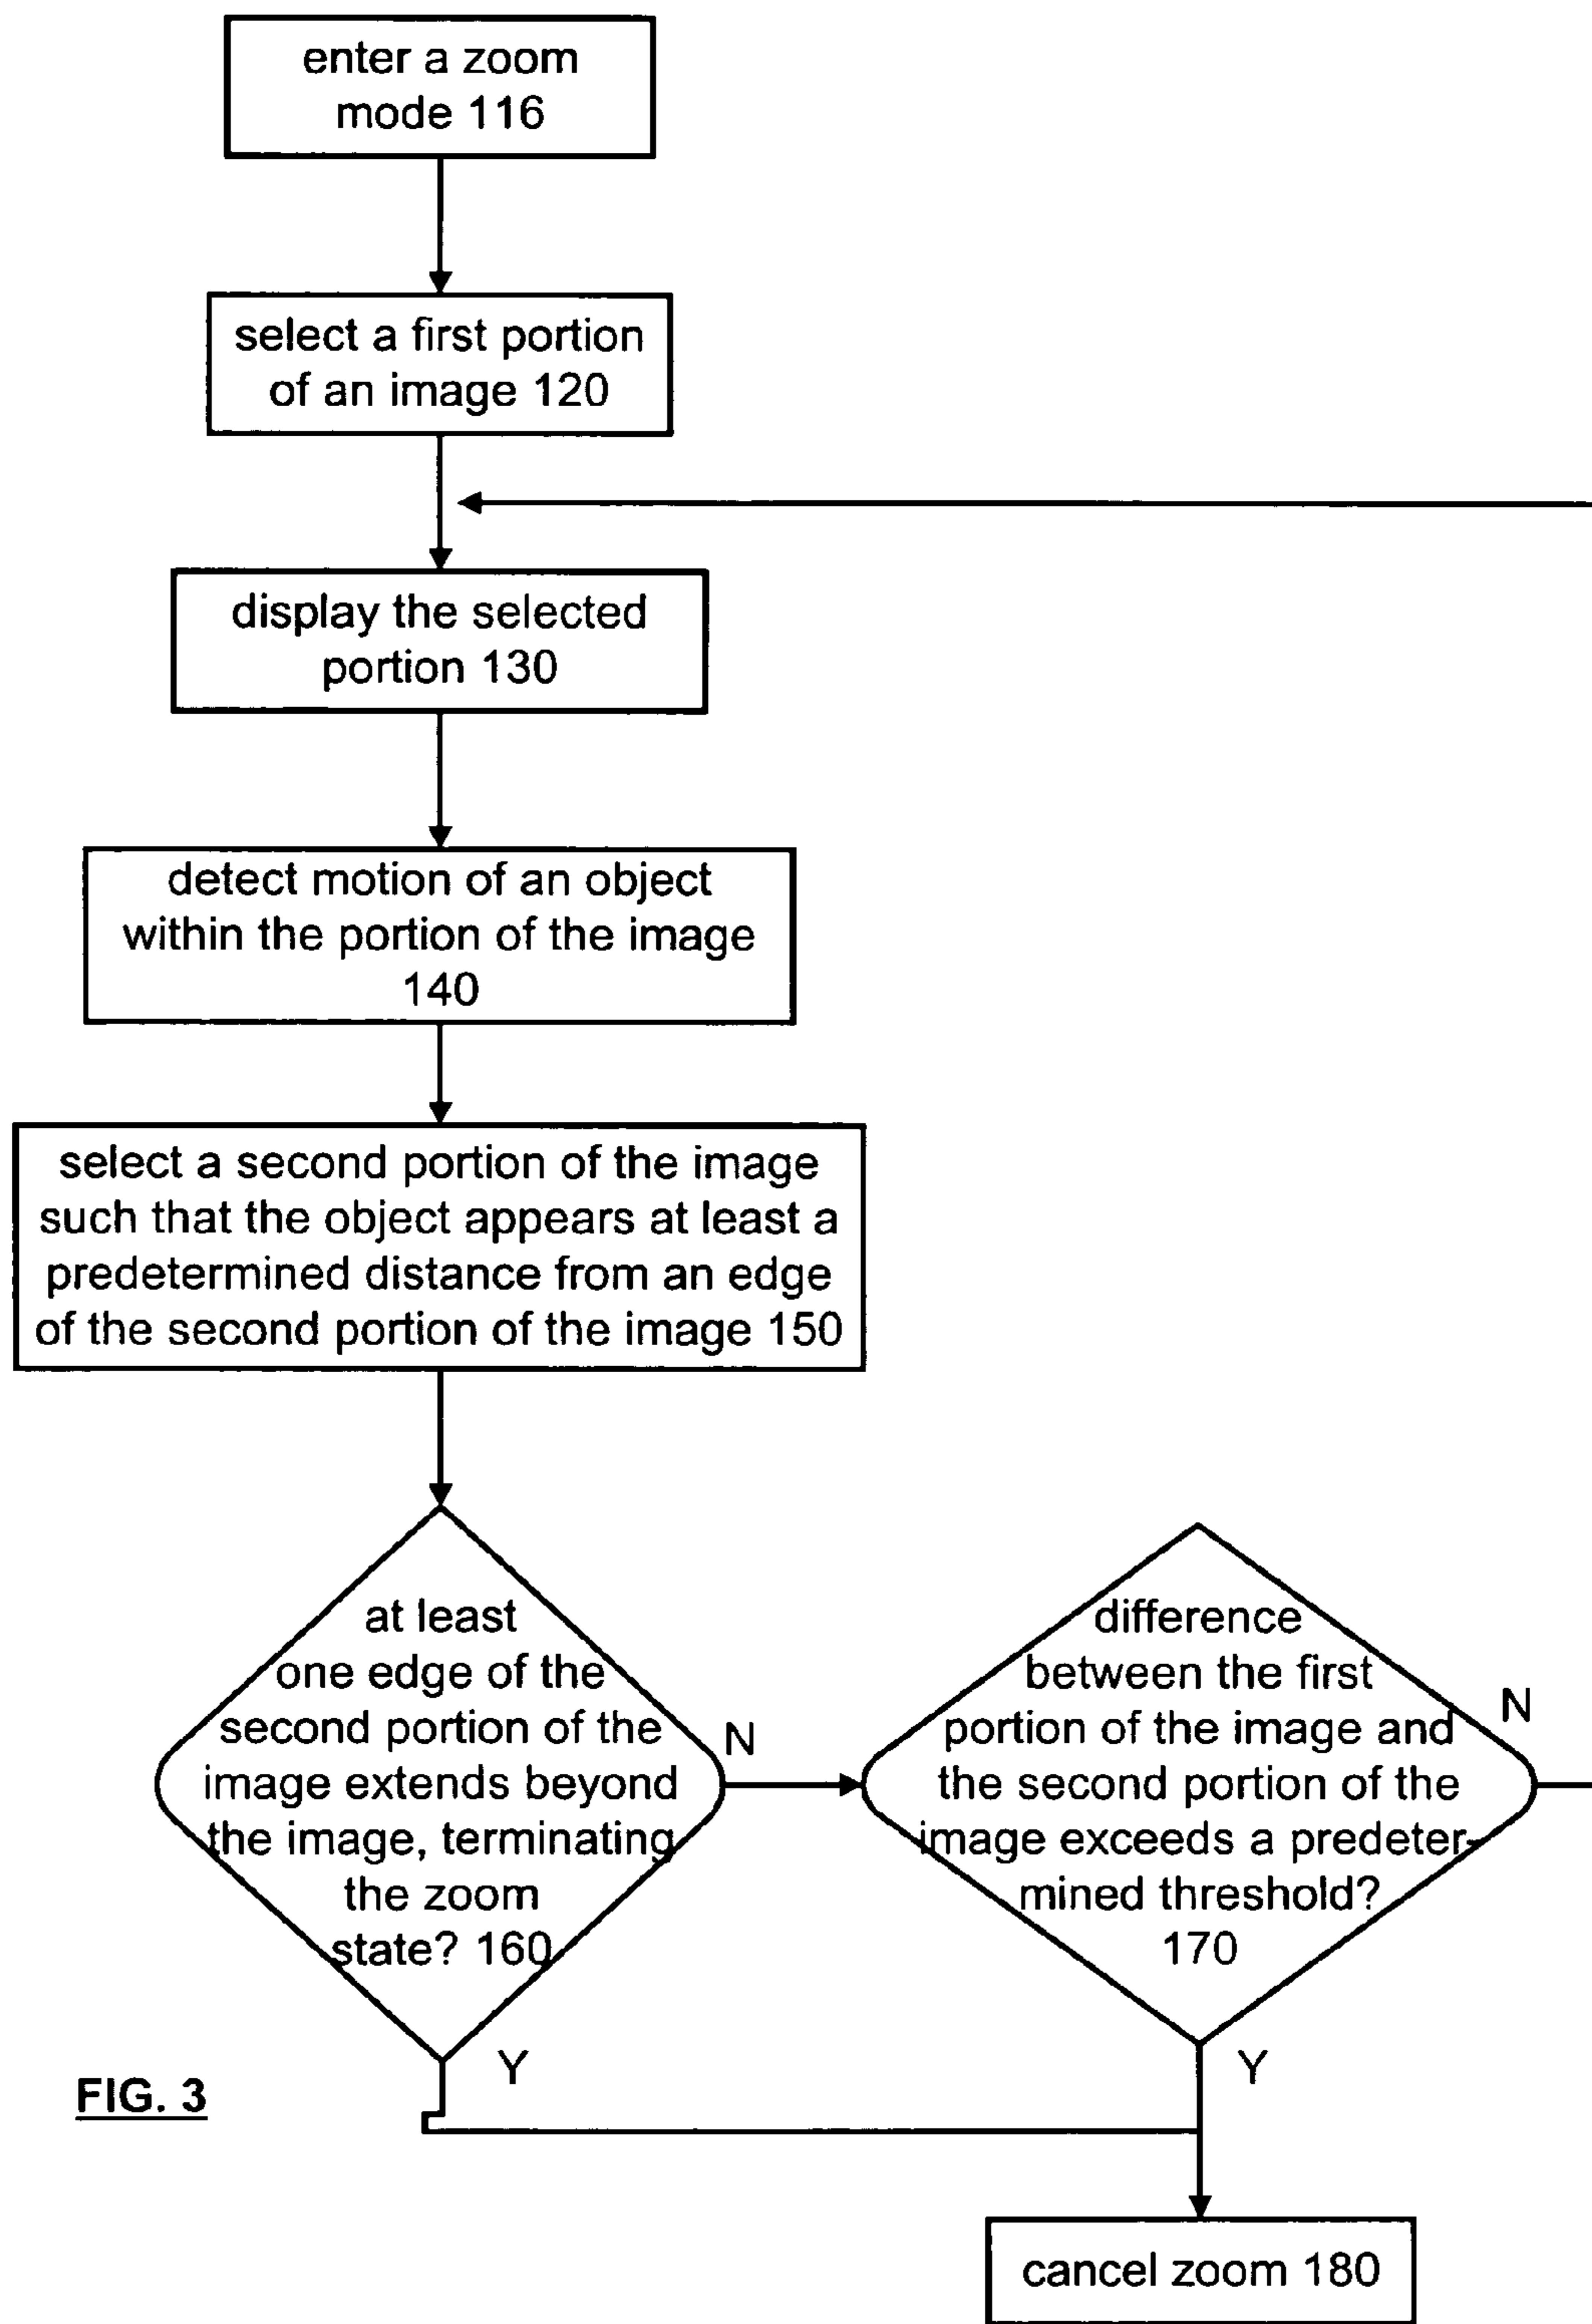 enter a zoom
mode 116
select a first portion
of an image 120
display the selected
portion 130
detect motion of an object
within the portion of the image
140
select a second portion of the image
such that the object appears at least a
predetermined distance from an edge
of the second portion of the image 150
at least
one edge of the
second portion of the
image extends beyond
the image, terminating
the zoom
state? 160
N
Y
difference
between the first
portion of the image and
the second portion of the
image exceeds a predeter-
mined threshold?
170
N
Y
cancel zoom 180
FIG. 3